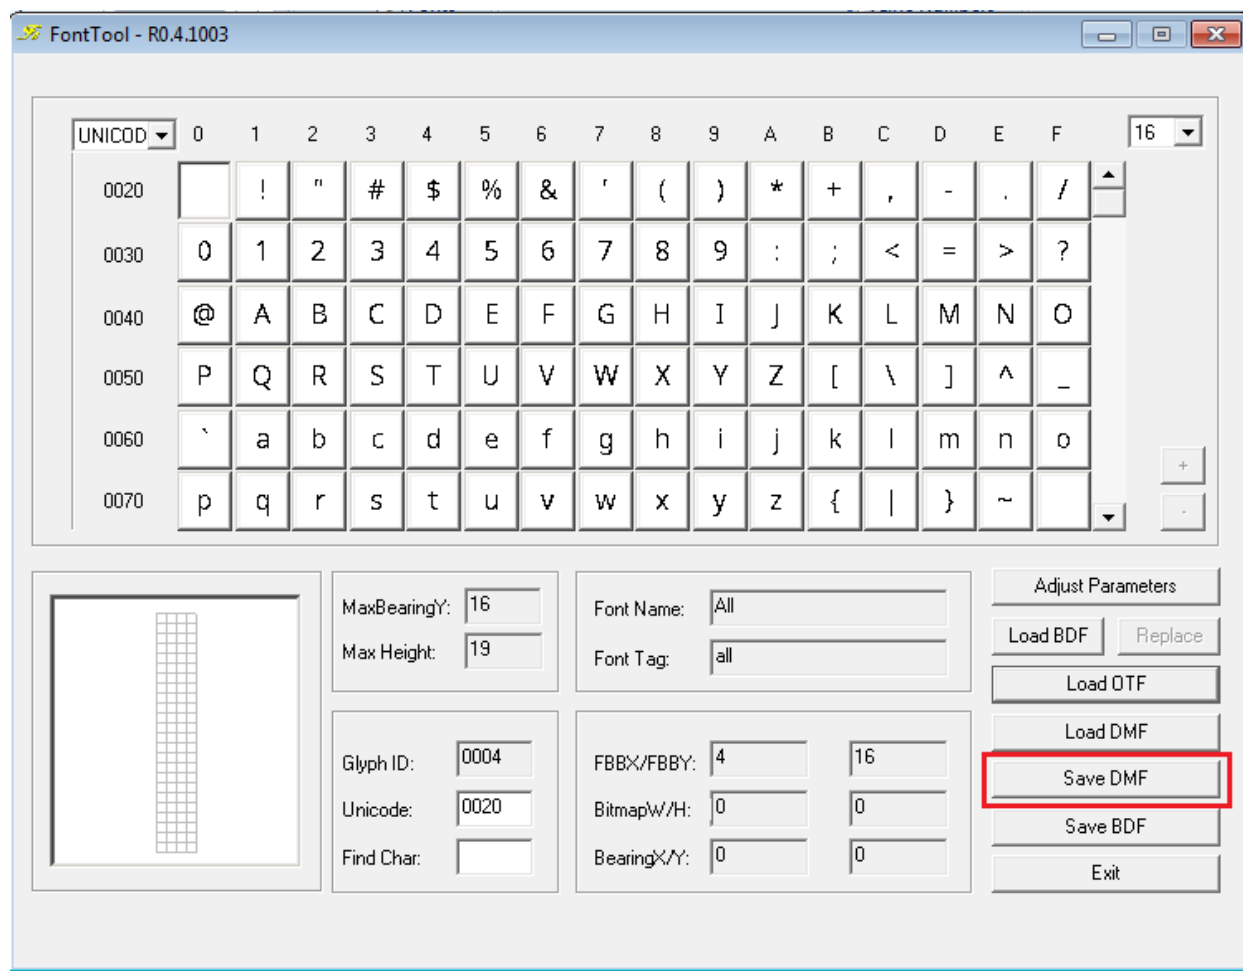 FontTool - R0.4.1003
UNICOD 0 1 2 3 4 5 6 7 8 9 A B C D E F 16
0020 ! " # $ % & ' ( ) * + , - . /
0030 0 1 2 3 4 5 6 7 8 9 : ; < = > ?
0040 @ A B C D E F G H I J K L M N O
0050 P Q R S T U V W X Y Z [ \ ] ^ _
0060 ` a b c d e f g h i j k l m n o
0070 p q r s t u v w x y z { | } ~
+
-
MaxBearingY: 16
Max Height: 19
Font Name: All
Font Tag: all
Glyph ID: 0004
Unicode: 0020
Find Char:
FBBX/FBBY: 4 16
BitmapW/H: 0 0
BearingX/Y: 0 0
Adjust Parameters
Load BDF Replace
Load OTF
Load DMF
Save DMF
Save BDF
Exit